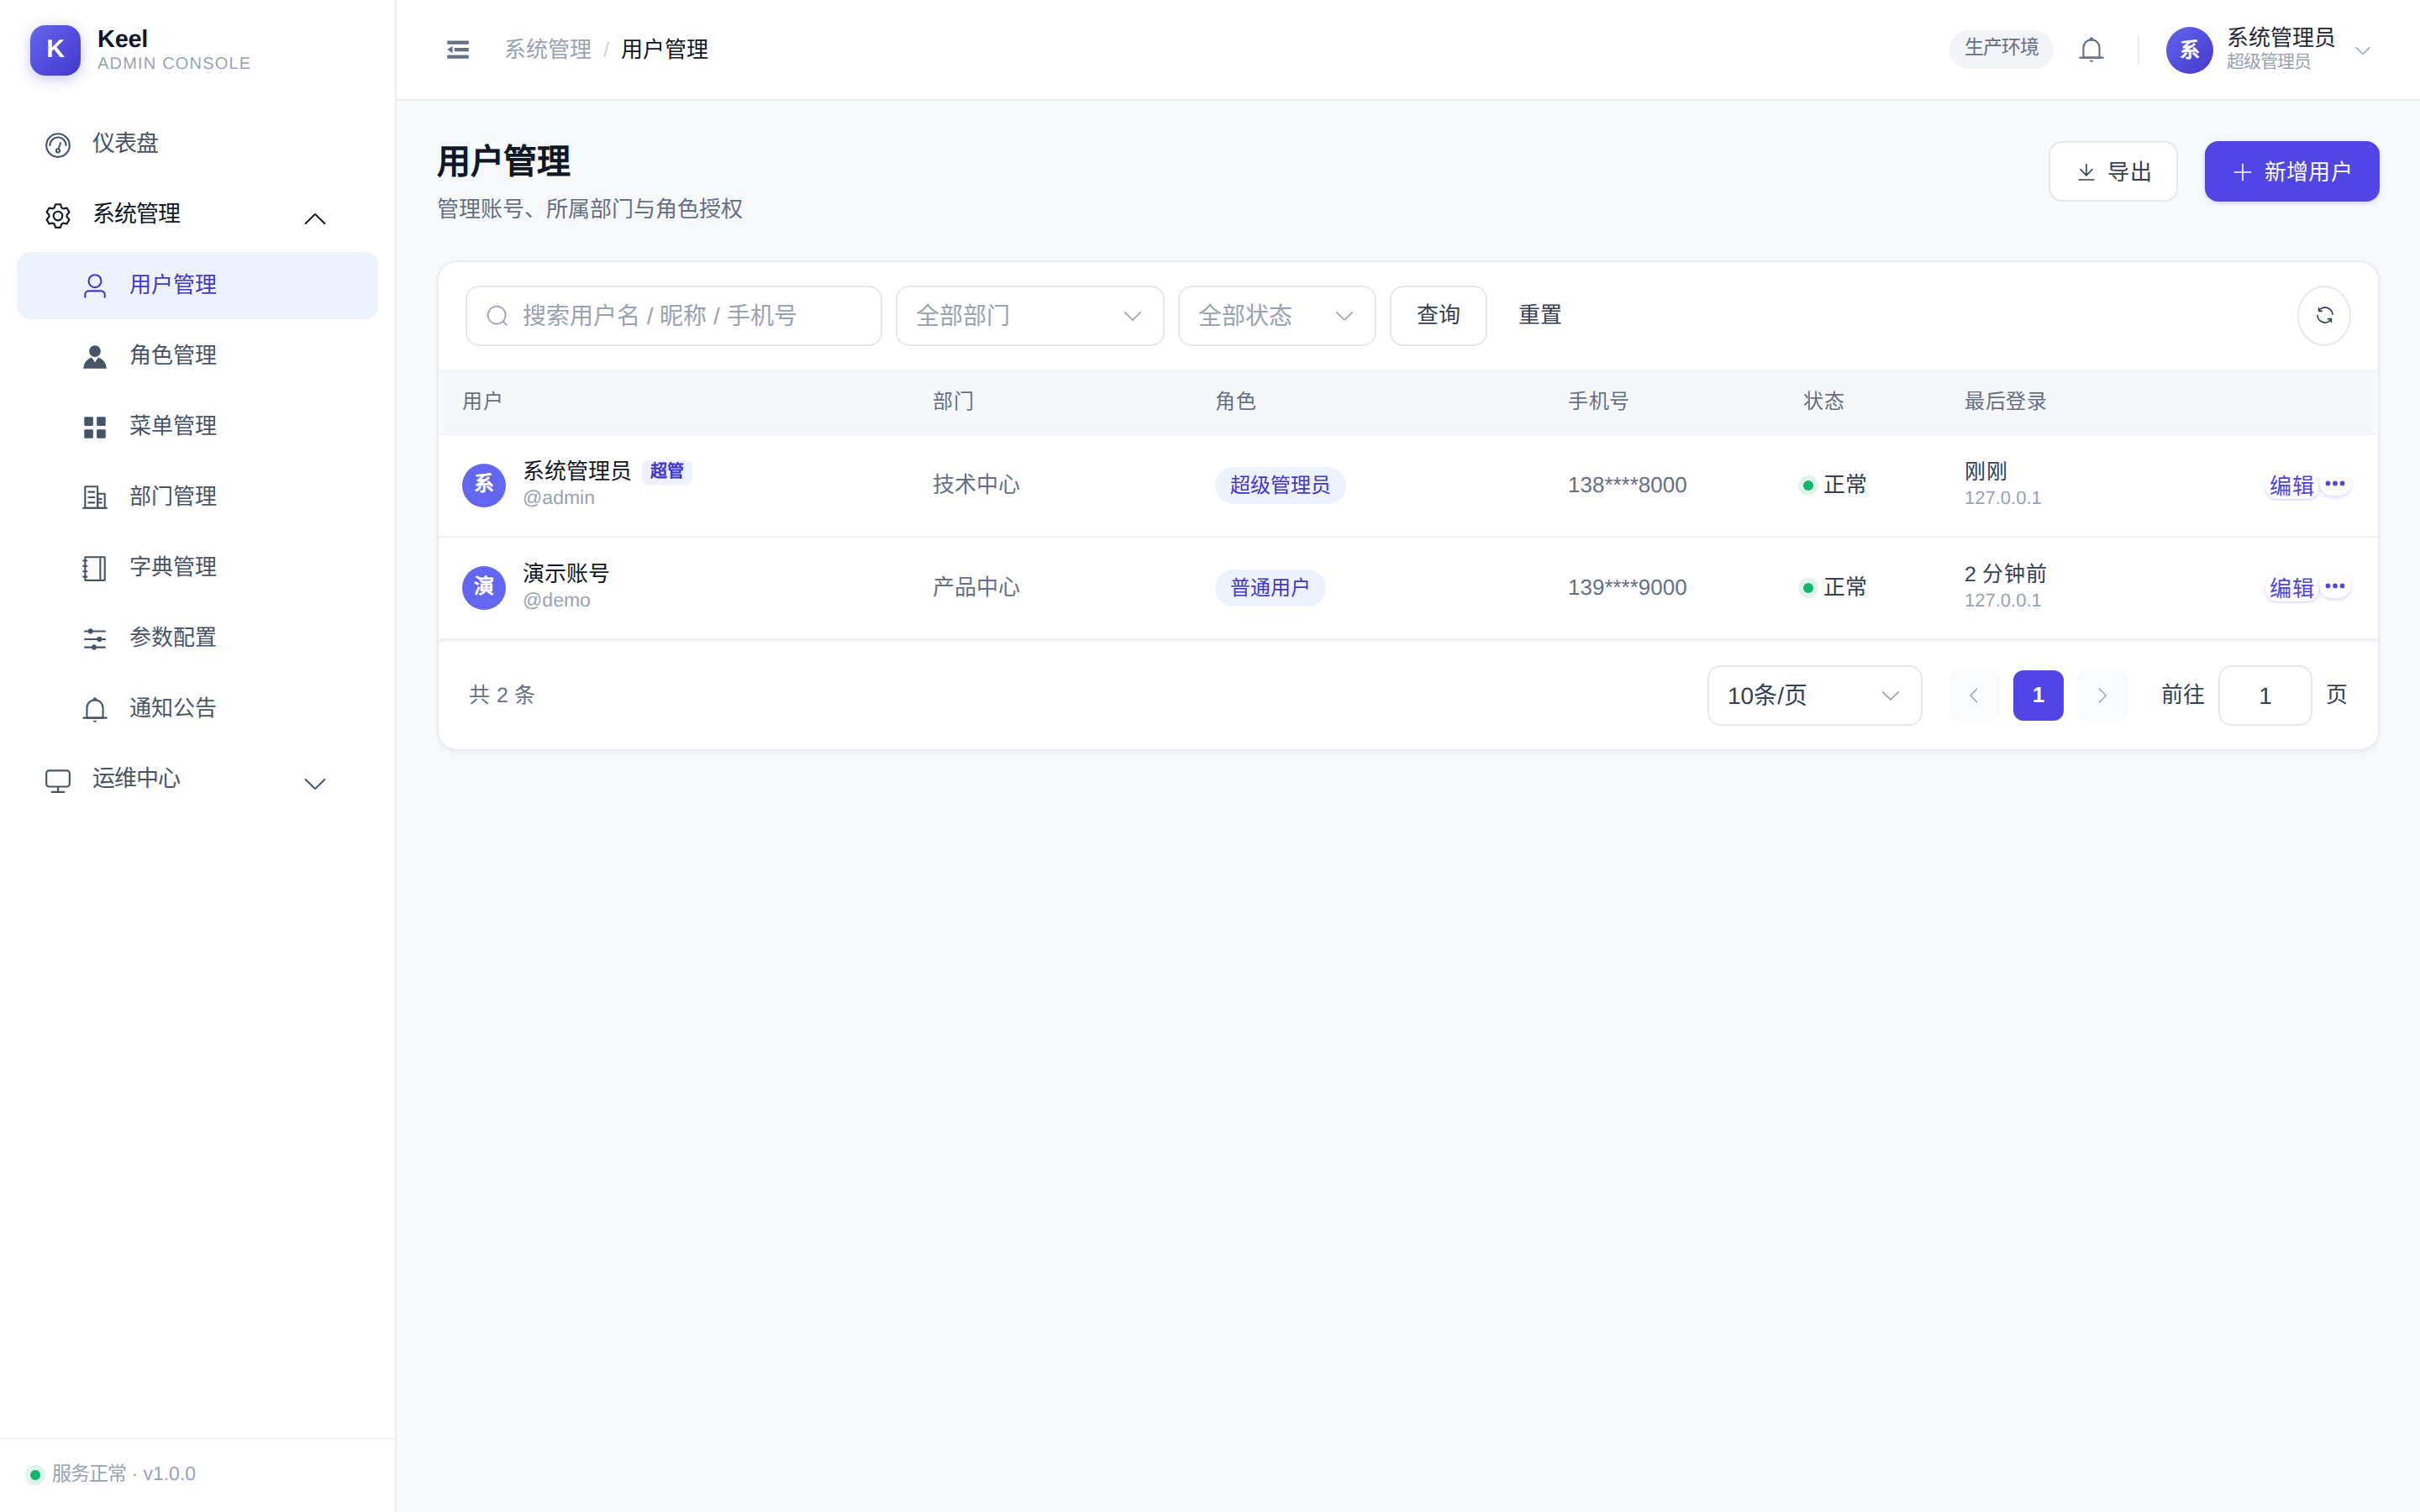 K
Keel
ADMIN CONSOLE
仪表盘
系统管理
用户管理
角色管理
菜单管理
部门管理
字典管理
参数配置
通知公告
运维中心
服务正常 · v1.0.0
系统管理 / 用户管理
生产环境
系
系统管理员
超级管理员
用户管理
管理账号、所属部门与角色授权
导出
新增用户
搜索用户名 / 昵称 / 手机号
全部部门
全部状态
查询
重置
用户 部门 角色 手机号 状态 最后登录
系 系统管理员 超管 技术中心 超级管理员 138****8000 正常 刚刚 编辑
@admin 127.0.0.1
演 演示账号 产品中心 普通用户 139****9000 正常 2 分钟前 编辑
@demo 127.0.0.1
共 2 条
10条/页
1
前往 1 页